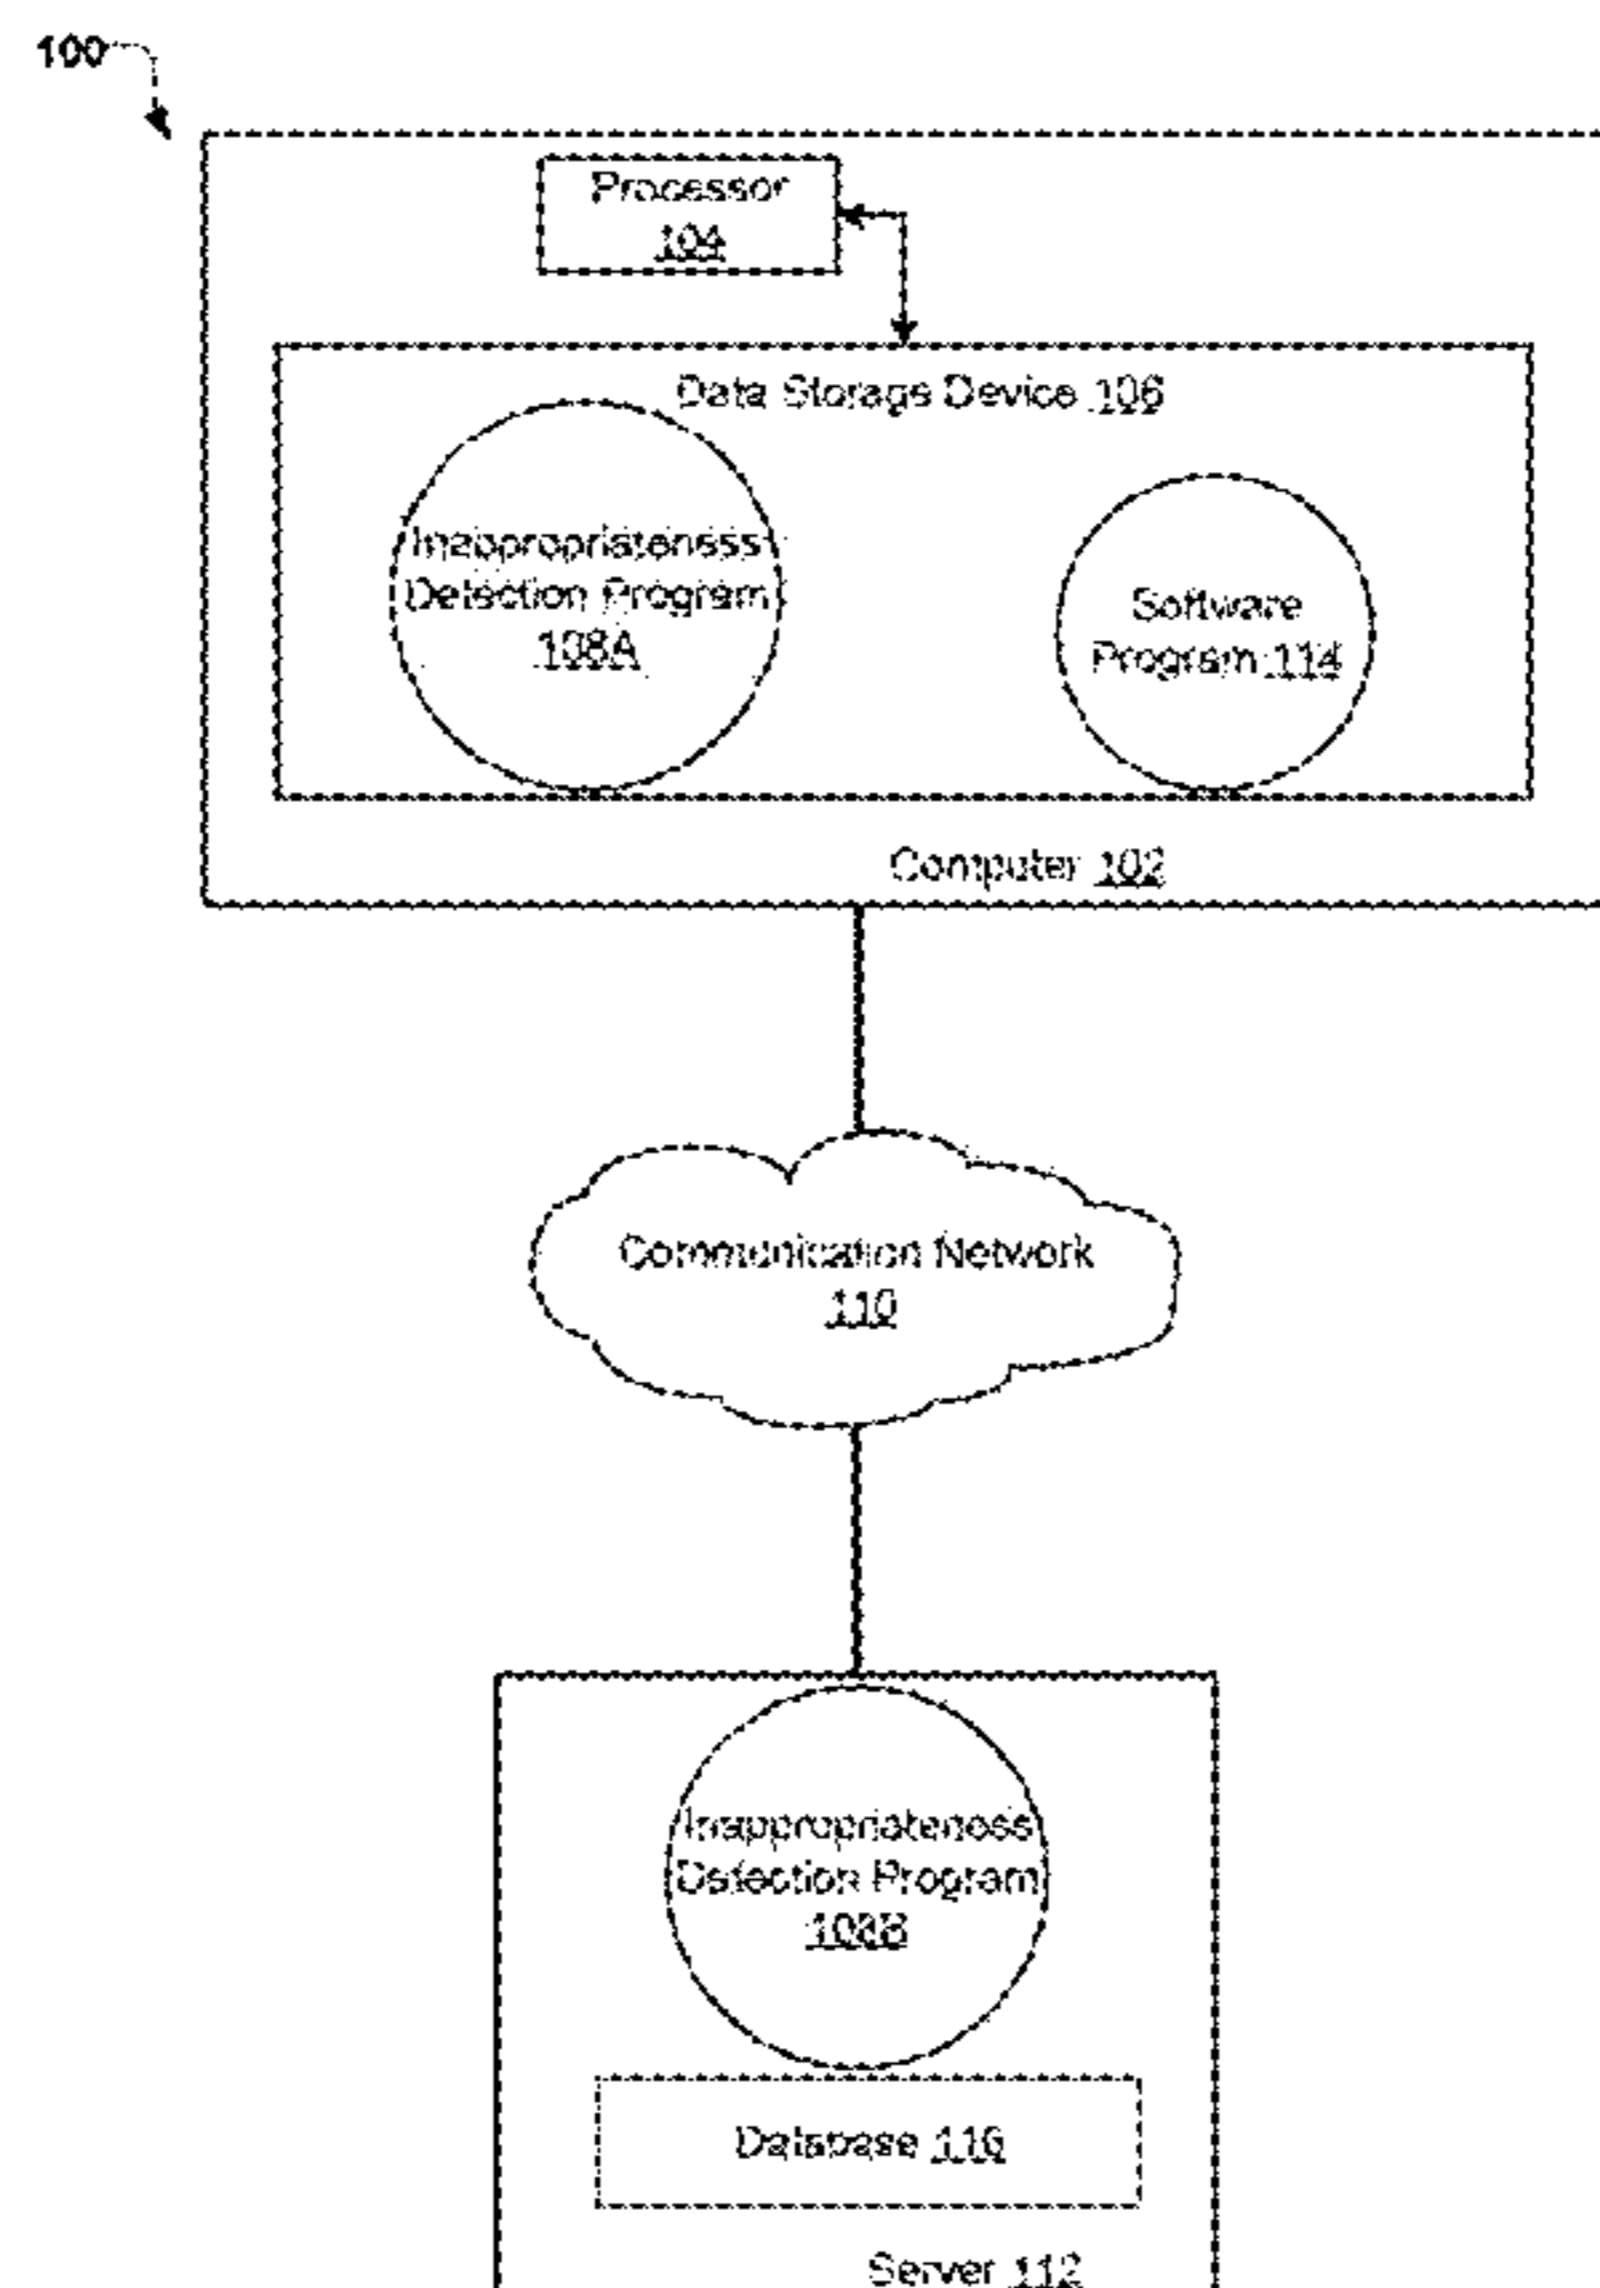 100
Processor
104
Data Storage Device 106
Inappropriateness
Detection Program
108A
Software
Program 114
Computer 102
Communication Network
110
Inappropriateness
Detection Program
108B
Database 116
Server 112